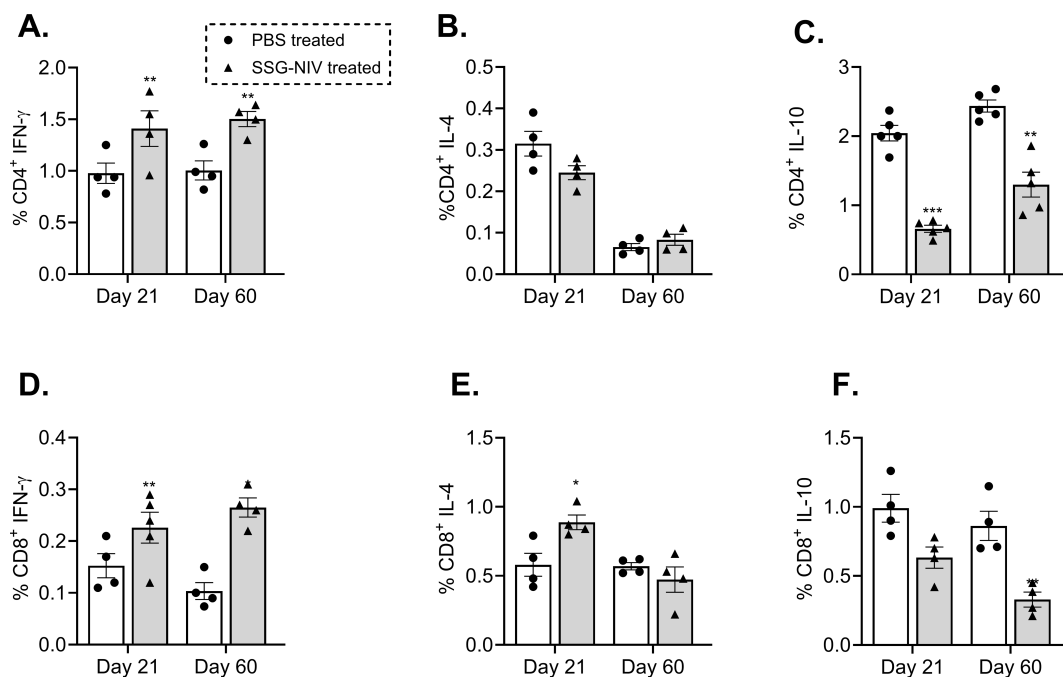 A.
PBS treated
SSG-NIV treated
B.
C.
% CD4+ IFN-γ
2.0
1.5
1.0
0.5
0.0
**
**
Day 21
Day 60
%CD4+ IL-4
0.5
0.4
0.3
0.2
0.1
0.0
Day 21
Day 60
% CD4+ IL-10
3
2
1
0
***
**
Day 21
Day 60
D.
E.
F.
% CD8+ IFN-γ
0.4
0.3
0.2
0.1
0.0
**
*
Day 21
Day 60
% CD8+ IL-4
1.5
1.0
0.5
0.0
*
Day 21
Day 60
% CD8+ IL-10
1.5
1.0
0.5
0.0
**
Day 21
Day 60